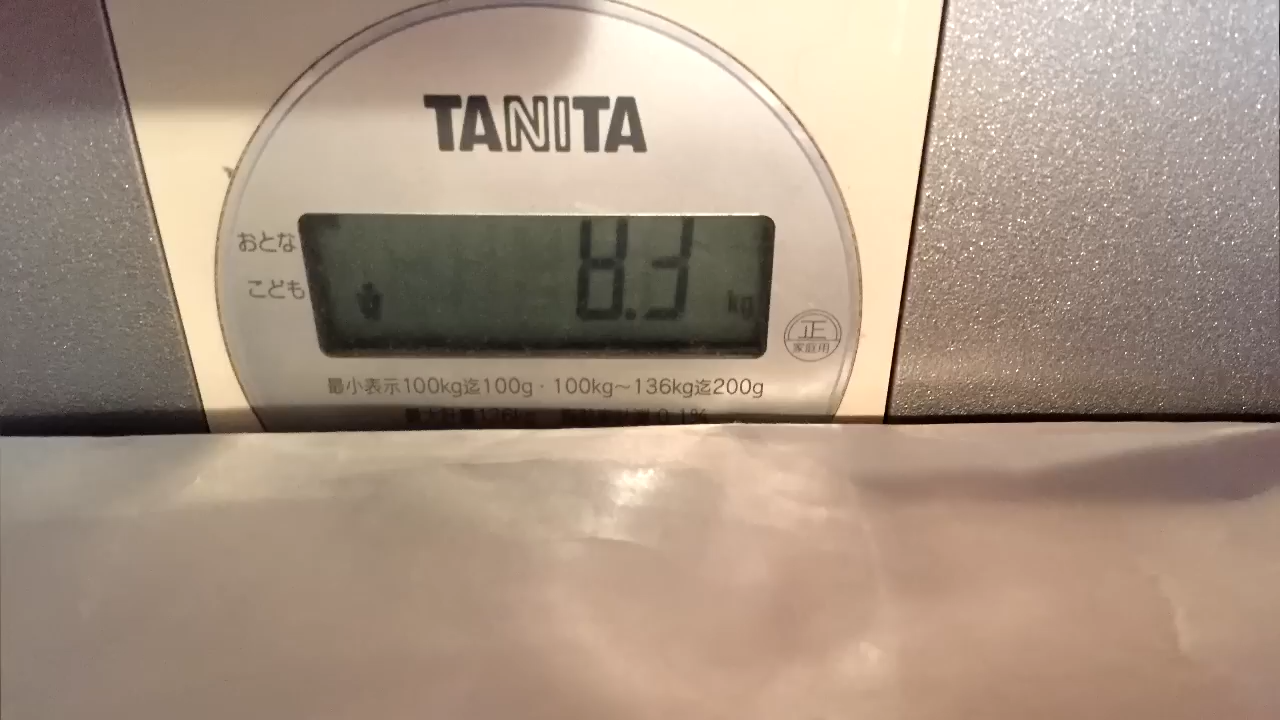 TANITA
おとな
8.3 kg
こども
正
家庭用
最小表示100kg迄100g・100kg～136kg迄200g